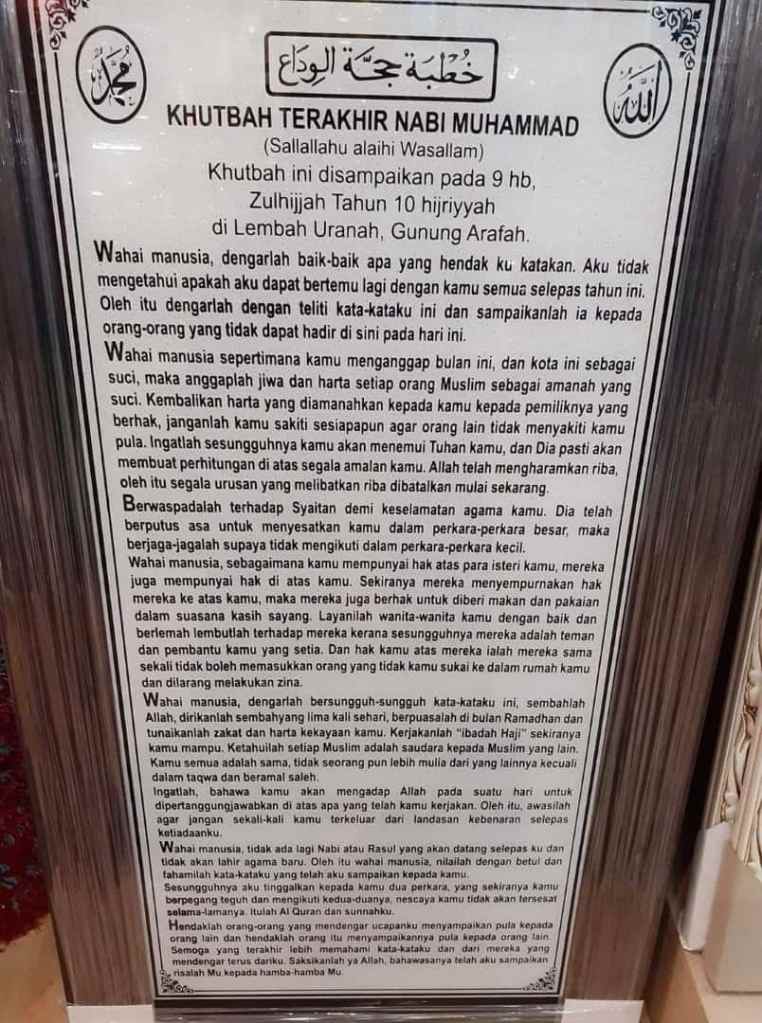 مُحَمَّد
خُطْبَة حجَّة الوِدَاع
الله
KHUTBAH TERAKHIR NABI MUHAMMAD
(Sallallahu alaihi Wasallam)
Khutbah ini disampaikan pada 9 hb,
Zulhijjah Tahun 10 hijriyyah
di Lembah Uranah, Gunung Arafah.
Wahai manusia, dengarlah baik-baik apa yang hendak ku katakan. Aku tidak
mengetahui apakah aku dapat bertemu lagi dengan kamu semua selepas tahun ini.
Oleh itu dengarlah dengan teliti kata-kataku ini dan sampaikanlah ia kepada
orang-orang yang tidak dapat hadir di sini pada hari ini.
Wahai manusia sepertimana kamu menganggap bulan ini, dan kota ini sebagai
suci, maka anggaplah jiwa dan harta setiap orang Muslim sebagai amanah yang
suci. Kembalikan harta yang diamanahkan kepada kamu kepada pemiliknya yang
berhak, janganlah kamu sakiti sesiapapun agar orang lain tidak menyakiti kamu
pula. Ingatlah sesungguhnya kamu akan menemui Tuhan kamu, dan Dia pasti akan
membuat perhitungan di atas segala amalan kamu. Allah telah mengharamkan riba,
oleh itu segala urusan yang melibatkan riba dibatalkan mulai sekarang.
Berwaspadalah terhadap Syaitan demi keselamatan agama kamu. Dia telah
berputus asa untuk menyesatkan kamu dalam perkara-perkara besar, maka
berjaga-jagalah supaya tidak mengikuti dalam perkara-perkara kecil.
Wahai manusia, sebagaimana kamu mempunyai hak atas para isteri kamu, mereka
juga mempunyai hak di atas kamu. Sekiranya mereka menyempurnakan hak
mereka ke atas kamu, maka mereka juga berhak untuk diberi makan dan pakaian
dalam suasana kasih sayang. Layanilah wanita-wanita kamu dengan baik dan
berlemah lembutlah terhadap mereka kerana sesungguhnya mereka adalah teman
dan pembantu kamu yang setia. Dan hak kamu atas mereka ialah mereka sama
sekali tidak boleh memasukkan orang yang tidak kamu sukai ke dalam rumah kamu
dan dilarang melakukan zina.
Wahai manusia, dengarlah bersungguh-sungguh kata-kataku ini, sembahlah
Allah, dirikanlah sembahyang lima kali sehari, berpuasalah di bulan Ramadhan dan
tunaikanlah zakat dan harta kekayaan kamu. Kerjakanlah "ibadah Haji" sekiranya
kamu mampu. Ketahuilah setiap Muslim adalah saudara kepada Muslim yang lain.
Kamu semua adalah sama, tidak seorang pun lebih mulia dari yang lainnya kecuali
dalam taqwa dan beramal saleh.
Ingatlah, bahawa kamu akan mengadap Allah pada suatu hari untuk
dipertanggungjawabkan di atas apa yang telah kamu kerjakan. Oleh itu, awasilah
agar jangan sekali-kali kamu terkeluar dari landasan kebenaran selepas
ketiadaanku.
Wahai manusia, tidak ada lagi Nabi atau Rasul yang akan datang selepas ku dan
tidak akan lahir agama baru. Oleh itu wahai manusia, nilailah dengan betul dan
fahamilah kata-kataku yang telah aku sampaikan kepada kamu.
Sesungguhnya aku tinggalkan kepada kamu dua perkara, yang sekiranya kamu
berpegang teguh dan mengikuti kedua-duanya, nescaya kamu tidak akan tersesat
selama-lamanya. Itulah Al Quran dan sunnahku.
Hendaklah orang-orang yang mendengar ucapanku menyampaikan pula kepada
orang lain dan hendaklah orang itu menyampaikannya pula kepada orang lain.
Semoga yang terakhir lebih memahami kata-kataku dan dari mereka yang
mendengar terus dariku. Saksikanlah ya Allah, bahawasanya telah aku sampaikan
risalah Mu kepada hamba-hamba Mu.